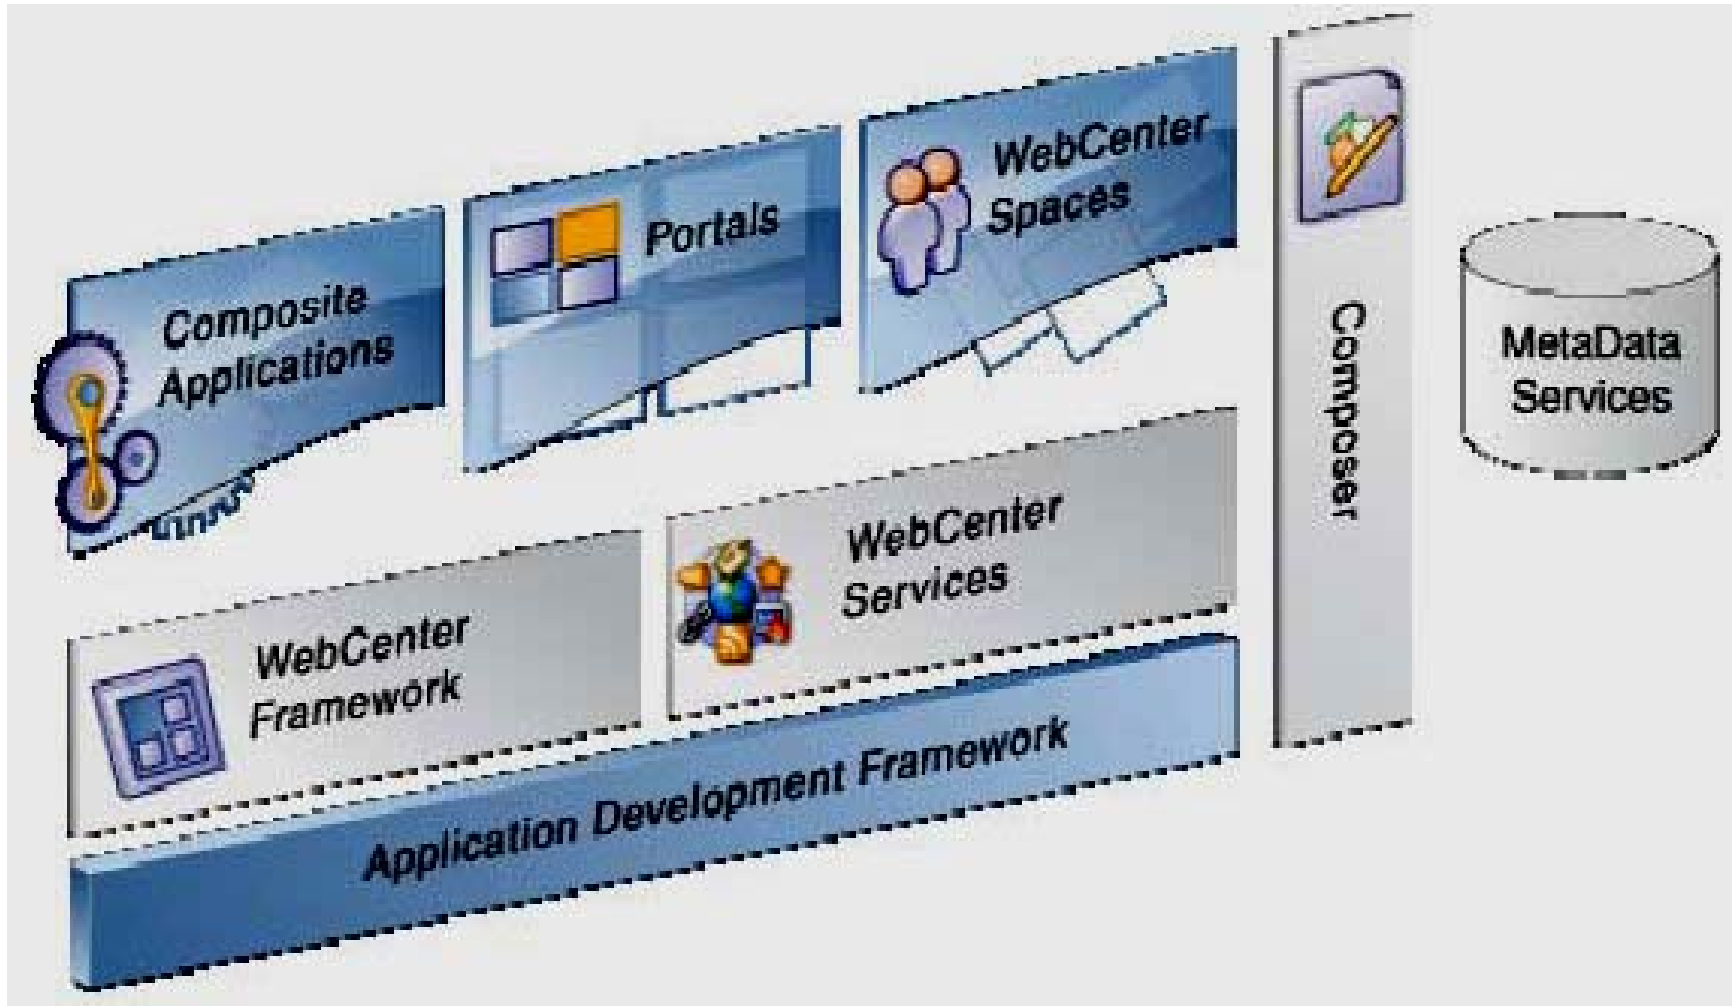 Composite
Applications
Portals
WebCenter
Spaces
Composer
MetaData
Services
WebCenter
Framework
WebCenter
Services
Application Development Framework